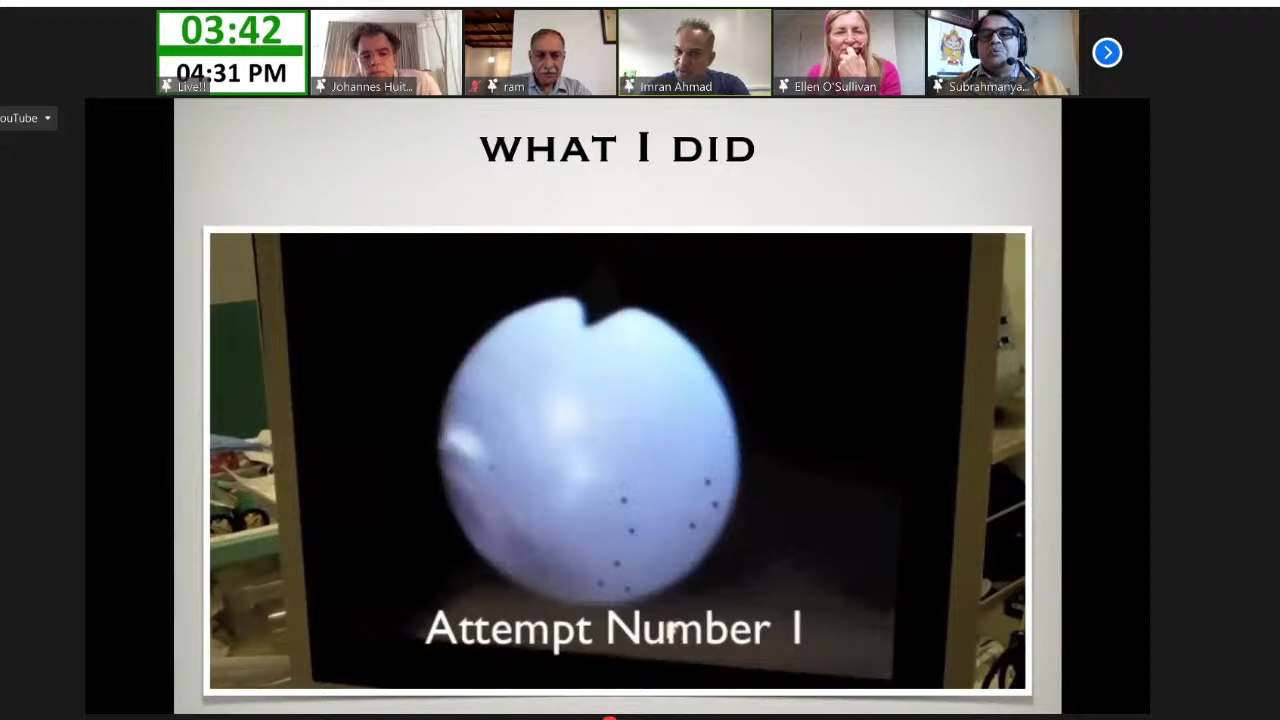 03:42
04:31 PM
Live!!
Johannes Huit...
ram
Imran Ahmad
Ellen O'Sullivan
Subrahmanya...
ouTube
WHAT I DID
Attempt Number 1